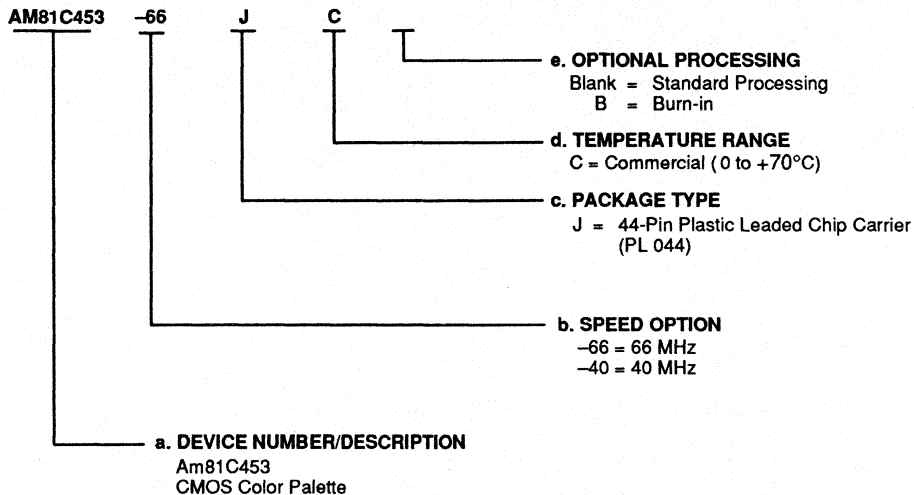 AM81C453 –66 J C
e. OPTIONAL PROCESSING
Blank = Standard Processing
B = Burn-in
d. TEMPERATURE RANGE
C = Commercial ( 0 to +70°C)
c. PACKAGE TYPE
J = 44-Pin Plastic Leaded Chip Carrier
(PL 044)
b. SPEED OPTION
–66 = 66 MHz
–40 = 40 MHz
a. DEVICE NUMBER/DESCRIPTION
Am81C453
CMOS Color Palette